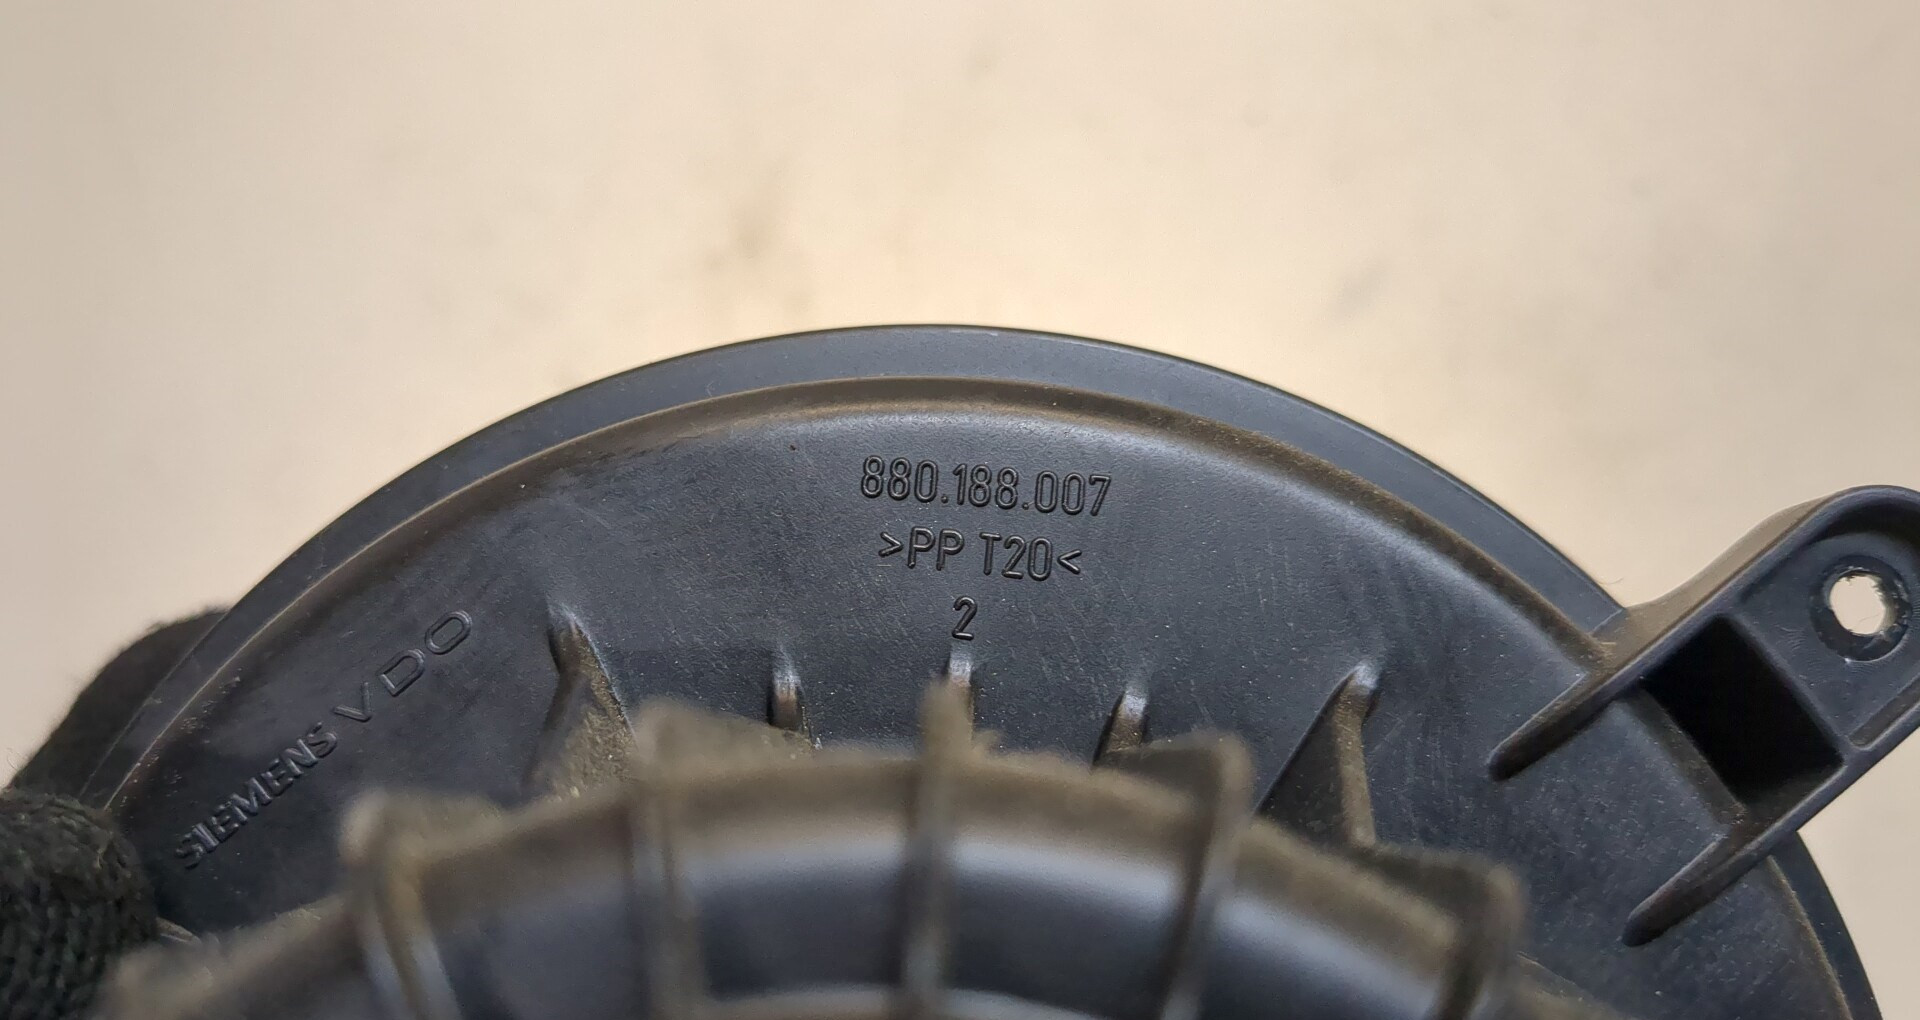 880.188.007
>PP T20<
2
SIEMENS VDO